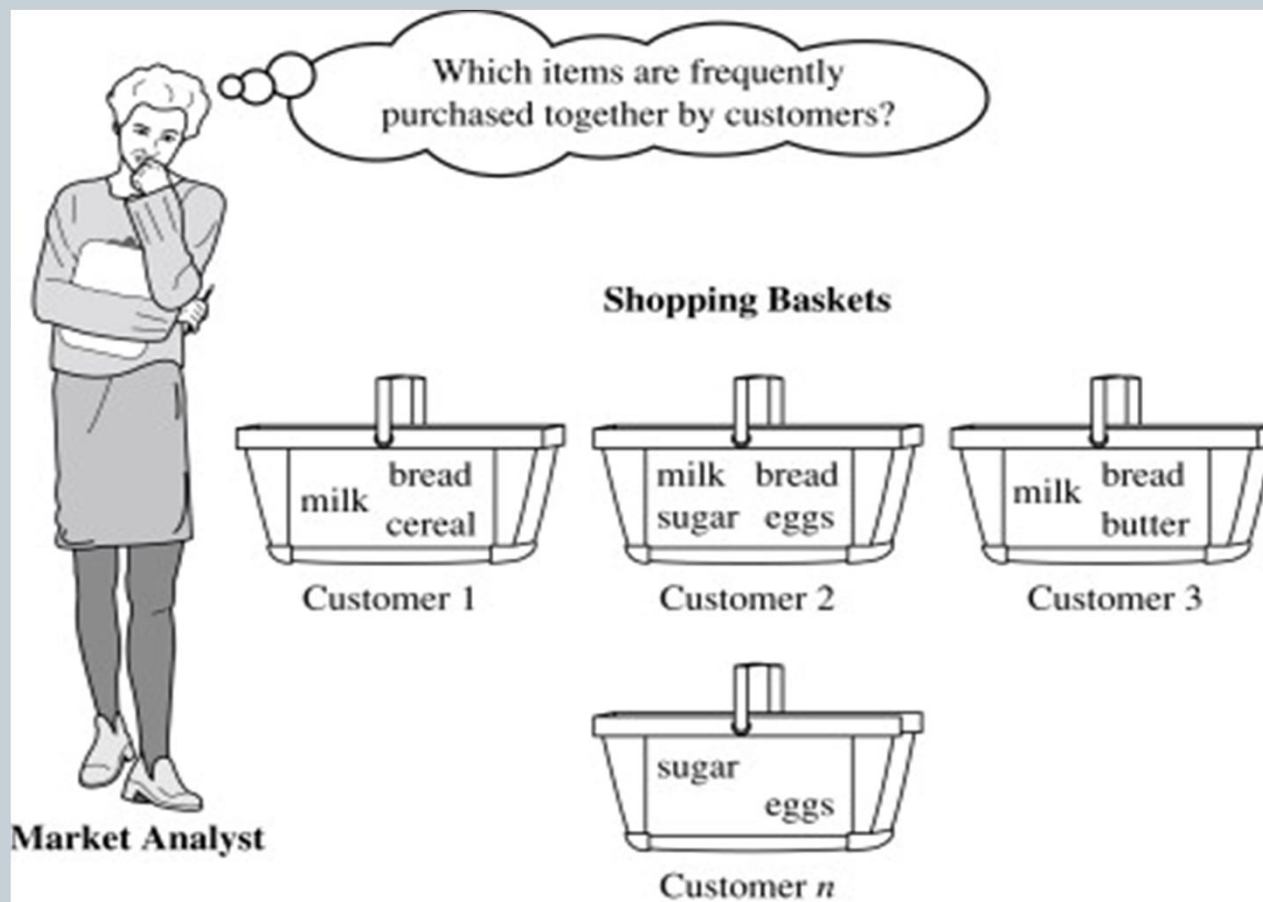 Which items are frequently
purchased together by customers?
Shopping Baskets
milk bread
cereal
Customer 1
milk bread
sugar eggs
Customer 2
milk bread
butter
Customer 3
sugar
eggs
Customer n
Market Analyst